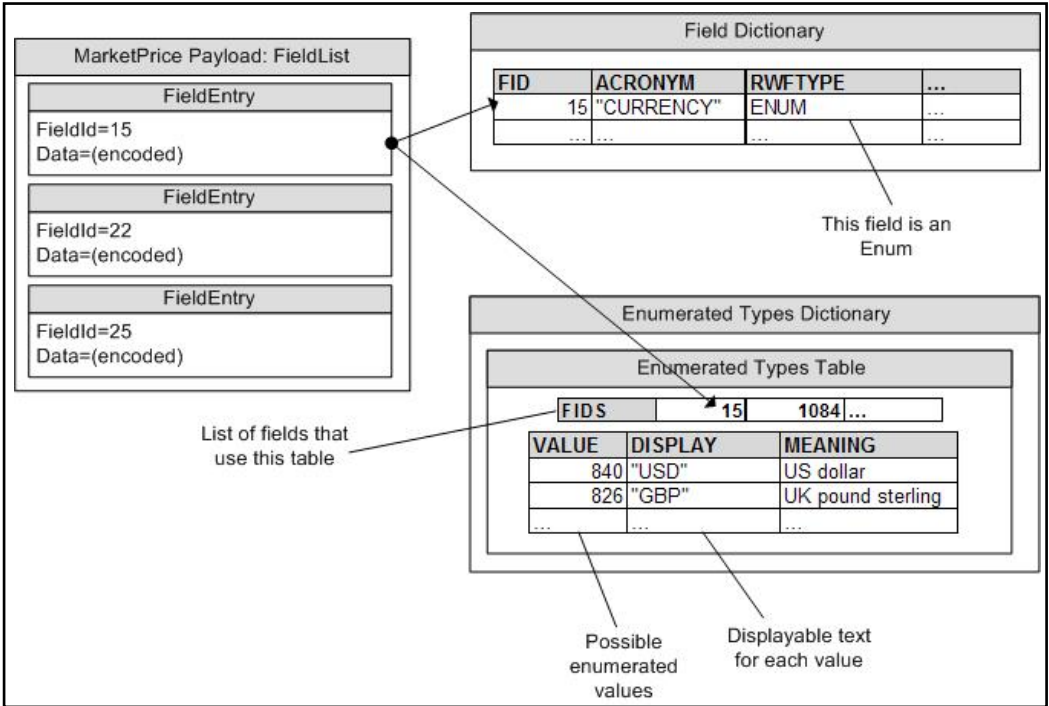 MarketPrice Payload: FieldList
FieldEntry
FieldId=15
Data=(encoded)
FieldEntry
FieldId=22
Data=(encoded)
FieldEntry
FieldId=25
Data=(encoded)
Field Dictionary
FID ACRONYM RWFTYPE ...
15 "CURRENCY" ENUM ...
... ... ... ...
This field is an
Enum
Enumerated Types Dictionary
Enumerated Types Table
FIDS 15 1084 ...
List of fields that
use this table
VALUE DISPLAY MEANING
840 "USD" US dollar
826 "GBP" UK pound sterling
... ... ...
Possible
enumerated
values
Displayable text
for each value